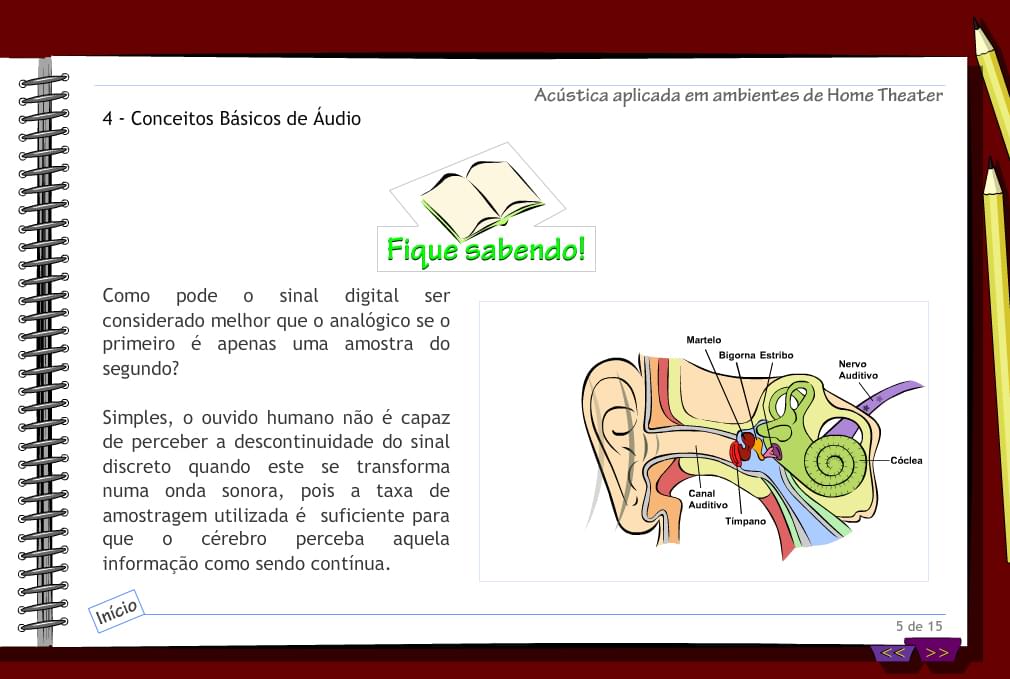 Acústica aplicada em ambientes de Home Theater
4 - Conceitos Básicos de Áudio
Fique sabendo!
Como pode o sinal digital ser
considerado melhor que o analógico se o
primeiro é apenas uma amostra do
segundo?
Simples, o ouvido humano não é capaz
de perceber a descontinuidade do sinal
discreto quando este se transforma
numa onda sonora, pois a taxa de
amostragem utilizada é suficiente para
que o cérebro perceba aquela
informação como sendo contínua.
Martelo
Bigorna Estribo
Nervo
Auditivo
Cóclea
Canal
Auditivo
Tímpano
Início
5 de 15
<< >>